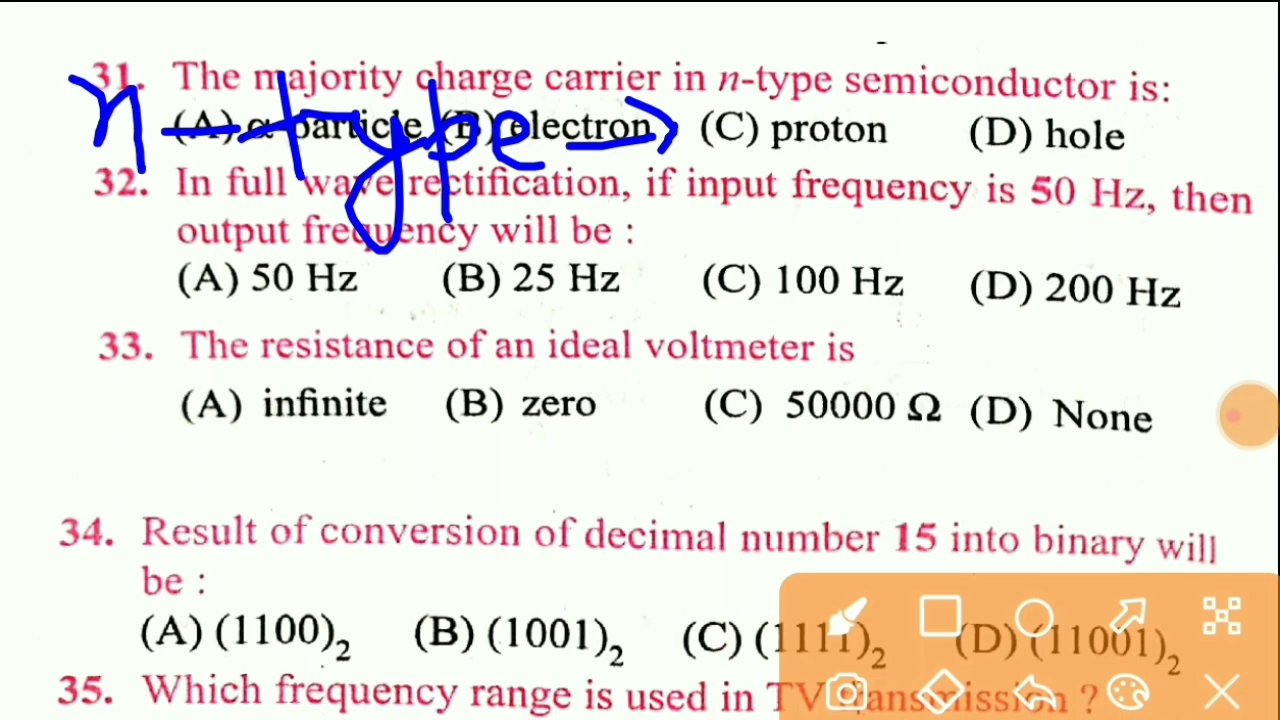 31. The majority charge carrier in n-type semiconductor is:
n-type→
(A) α-particle (B) electron (C) proton (D) hole
32. In full wave rectification, if input frequency is 50 Hz, then
output frequency will be :
(A) 50 Hz (B) 25 Hz (C) 100 Hz (D) 200 Hz
33. The resistance of an ideal voltmeter is
(A) infinite (B) zero (C) 50000 Ω (D) None
34. Result of conversion of decimal number 15 into binary will
be :
(A) (1100)₂ (B) (1001)₂ (C) (1111)₂ (D) (11001)₂
35. Which frequency range is used in TV Transmission ?